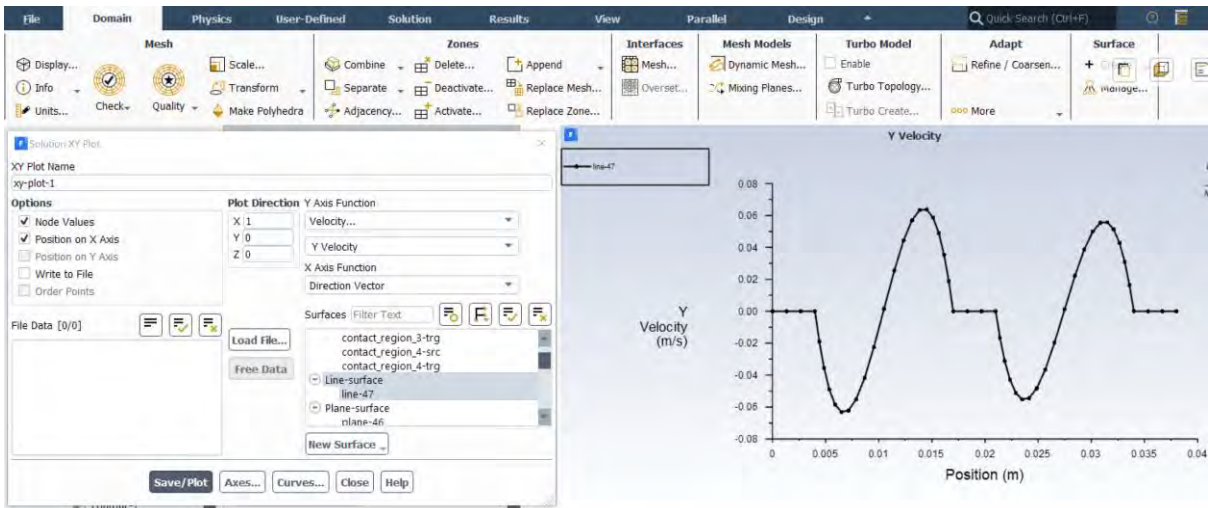 File Domain Physics User-Defined Solution Results View Parallel Design Quick Search (Ctrl+F)
Mesh Zones Interfaces Mesh Models Turbo Model Adapt Surface
Display... Scale... Combine Delete... Append Mesh... Dynamic Mesh... Enable Refine / Coarsen...
Info Check Quality Transform Separate Deactivate... Replace Mesh... Overset... Mixing Planes... Turbo Topology... Manage...
Units... Make Polyhedra Adjacency... Activate... Replace Zone... Turbo Create... More
Solution XY Plot
XY Plot Name
xy-plot-1
Options Plot Direction Y Axis Function
Node Values X 1 Velocity...
Position on X Axis Y 0 Y Velocity
Position on Y Axis Z 0
Write to File X Axis Function
Order Points Direction Vector
File Data [0/0] Surfaces Filter Text
Load File... contact_region_3-trg
contact_region_4-src
Free Data contact_region_4-trg
Line-surface
line-47
Plane-surface
plane-46
New Surface
Save/Plot Axes... Curves... Close Help
Y Velocity
line-47
0.08
0.06
0.04
0.02
0.00
-0.02
-0.04
-0.06
-0.08
Y
Velocity
(m/s)
0 0.005 0.01 0.015 0.02 0.025 0.03 0.035 0.04
Position (m)